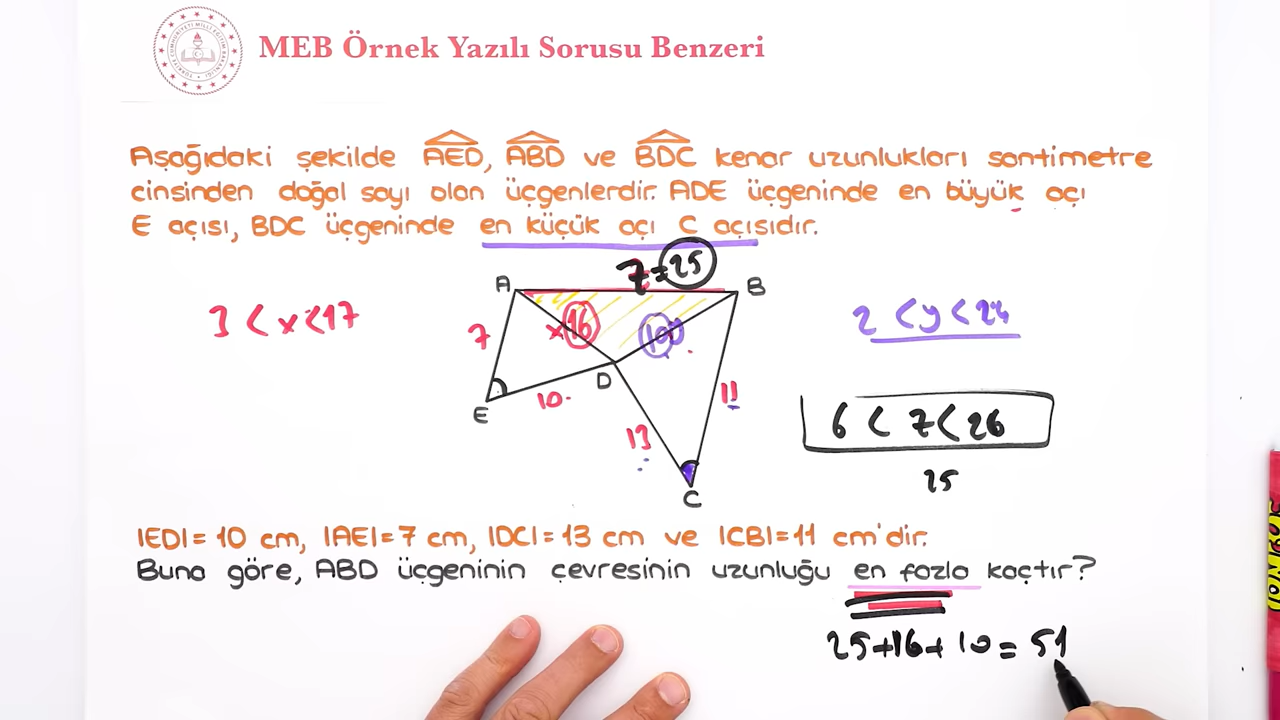 MEB Örnek Yazılı Sorusu Benzeri
Aşağıdaki şekilde AED, ABD ve BDC kenar uzunlukları santimetre
cinsinden doğal sayı olan üçgenlerdir. ADE üçgeninde en büyük açı
E açısı, BDC üçgeninde en küçük açı C açısıdır.
7=25
A
B
3 < x < 17
7
x 16
10
2 < y < 24
D
E
10
11
6 < 7 < 26
13
25
C
|ED|= 10 cm, |AE|= 7 cm, |DC|= 13 cm ve |CB|= 11 cm'dir.
Buna göre, ABD üçgeninin çevresinin uzunluğu en fazla kaçtır?
25+16+10=51